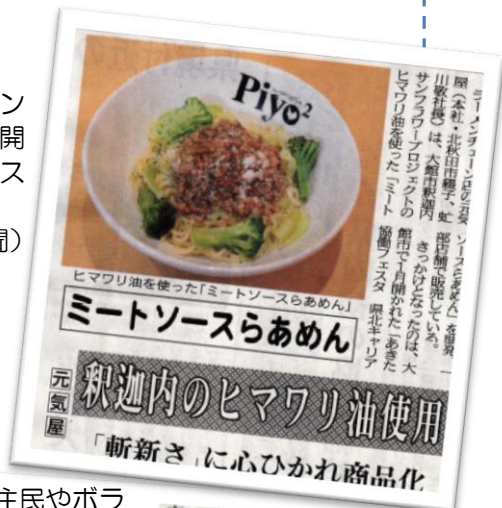 ン
開
ス
聞)
Piyo2
ラーメンチェーン店の元気
屋（本社・北秋田市綴子、虹
川敬社長）は、大館市釈迦内
サンフラワープロジェクトの
ヒマワリ油を使った「ミート
ソースらあめん」を開発、一
部店舗で販売している。
きっかけとなったのは、大
館市で1月開かれた「あきた
協働フェスタ 県北キャリア
ヒマワリ油を使った「ミートソースらあめん」
ミートソースらあめん
元気屋
釈迦内のヒマワリ油使用
「斬新さ」に心ひかれ商品化
住民やボラ